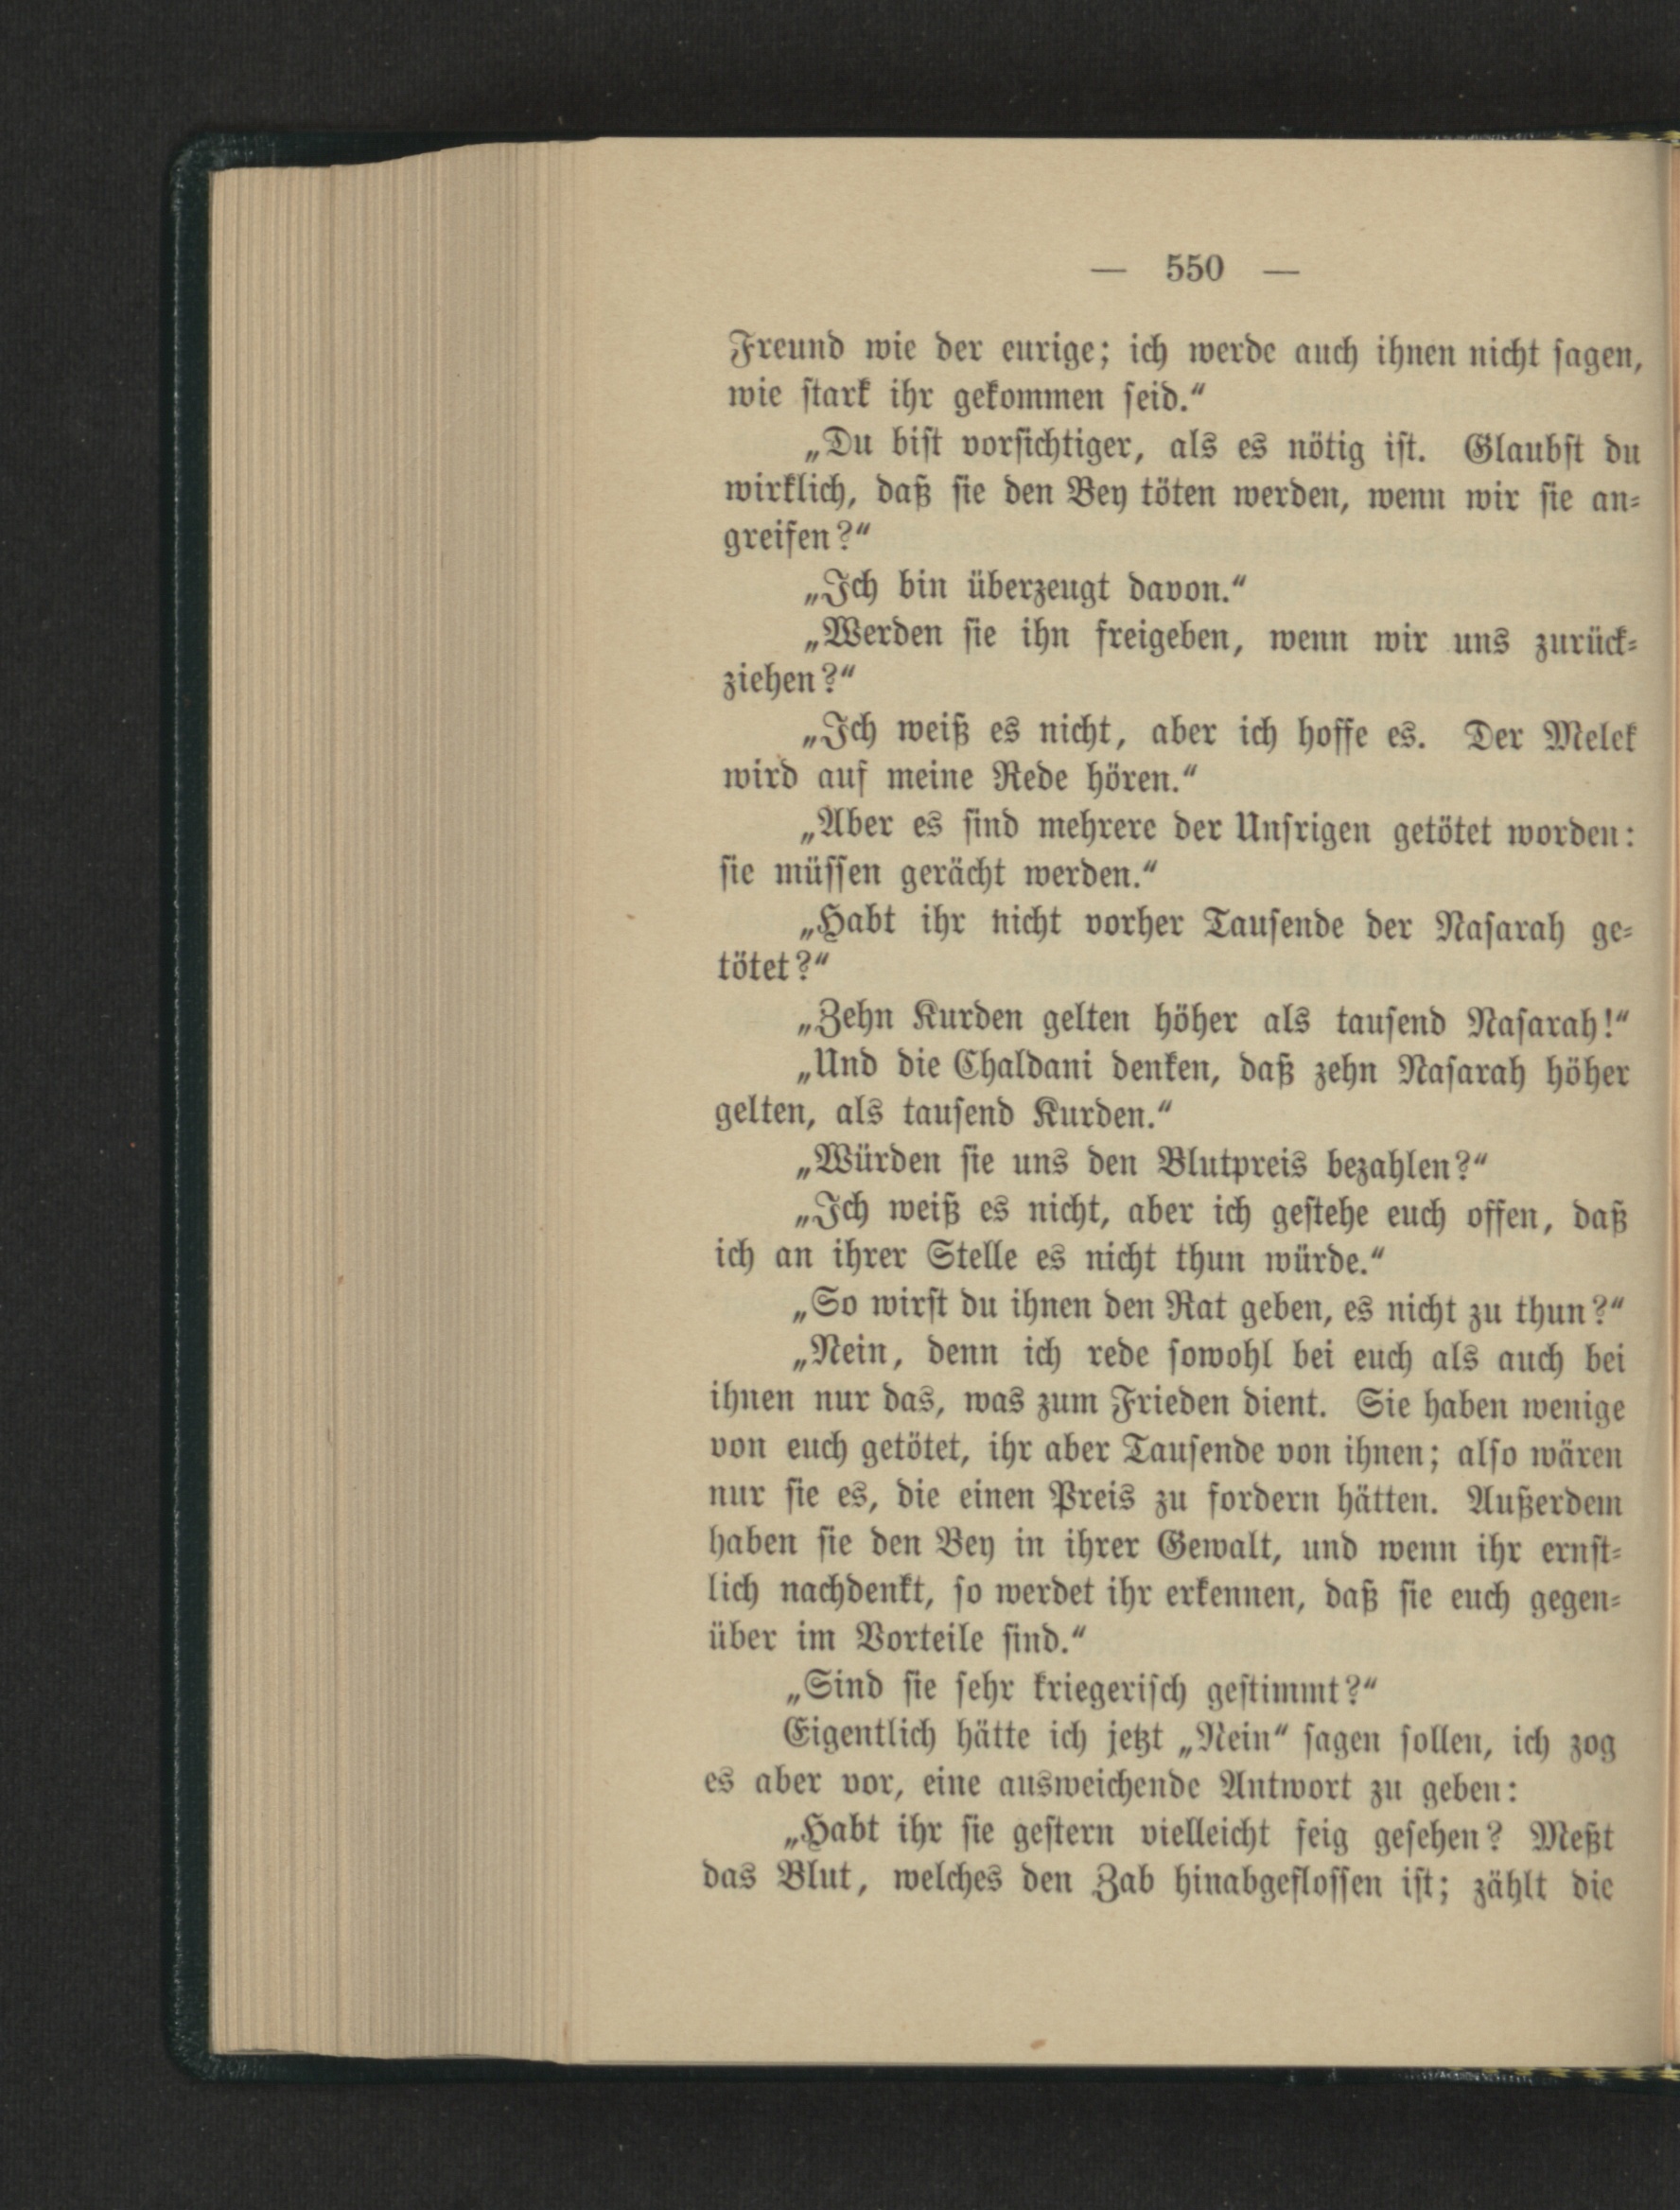 — 550 —
Freund wie der eurige; ich werde auch ihnen nicht sagen,
wie stark ihr gekommen seid.“
„Du bist vorsichtiger, als es nötig ist. Glaubst du
wirklich, daß sie den Bey töten werden, wenn wir sie an-
greifen?“
„Ich bin überzeugt davon.“
„Werden sie ihn freigeben, wenn wir uns zurück-
ziehen?“
„Ich weiß es nicht, aber ich hoffe es. Der Melek
wird auf meine Rede hören.“
„Aber es sind mehrere der Unsrigen getötet worden:
sie müssen gerächt werden.“
„Habt ihr nicht vorher Tausende der Nasarah ge-
tötet?“
„Zehn Kurden gelten höher als tausend Nasarah!“
„Und die Chaldani denken, daß zehn Nasarah höher
gelten, als tausend Kurden.“
„Würden sie uns den Blutpreis bezahlen?“
„Ich weiß es nicht, aber ich gestehe euch offen, daß
ich an ihrer Stelle es nicht thun würde.“
„So wirst du ihnen den Rat geben, es nicht zu thun?“
„Nein, denn ich rede sowohl bei euch als auch bei
ihnen nur das, was zum Frieden dient. Sie haben wenige
von euch getötet, ihr aber Tausende von ihnen; also wären
nur sie es, die einen Preis zu fordern hätten. Außerdem
haben sie den Bey in ihrer Gewalt, und wenn ihr ernst-
lich nachdenkt, so werdet ihr erkennen, daß sie euch gegen-
über im Vorteile sind.“
„Sind sie sehr kriegerisch gestimmt?“
Eigentlich hätte ich jetzt „Nein“ sagen sollen, ich zog
es aber vor, eine ausweichende Antwort zu geben:
„Habt ihr sie gestern vielleicht feig gesehen? Meßt
das Blut, welches den Zab hinabgeflossen ist; zählt die